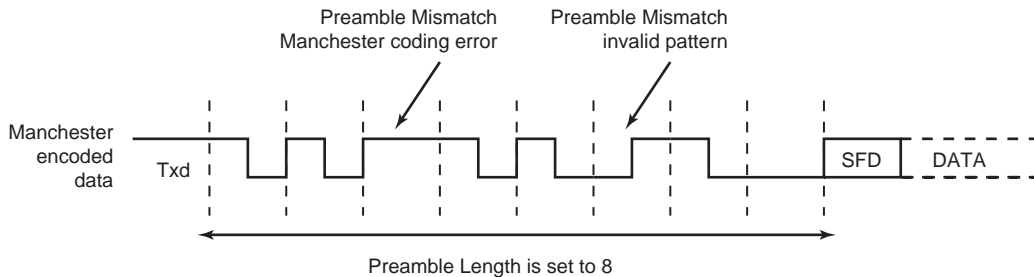 Preamble Mismatch
Manchester coding error
Preamble Mismatch
invalid pattern
Manchester
encoded
data
Txd
SFD
DATA
Preamble Length is set to 8